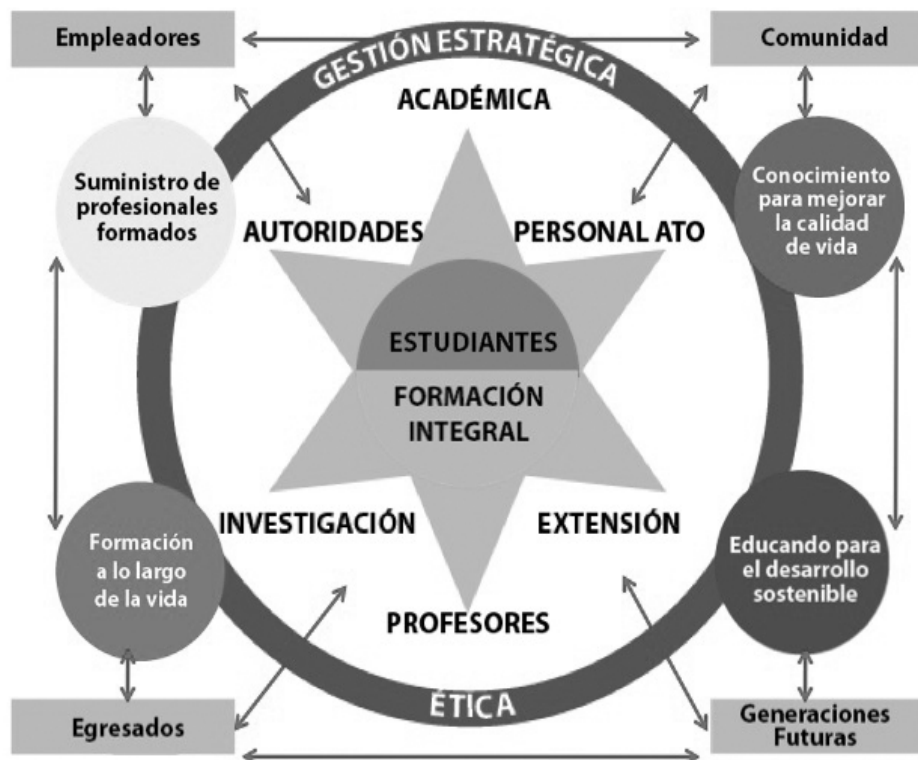 Empleadores
Comunidad
GESTIÓN ESTRATÉGICA
ACADÉMICA
Suministro de
profesionales
formados
Conocimiento
para mejorar
la calidad
de vida
AUTORIDADES
PERSONAL ATO
ESTUDIANTES
FORMACIÓN
INTEGRAL
INVESTIGACIÓN
EXTENSIÓN
Formación
a lo largo
de la vida
Educando para
el desarrollo
sostenible
PROFESORES
ÉTICA
Egresados
Generaciones
Futuras